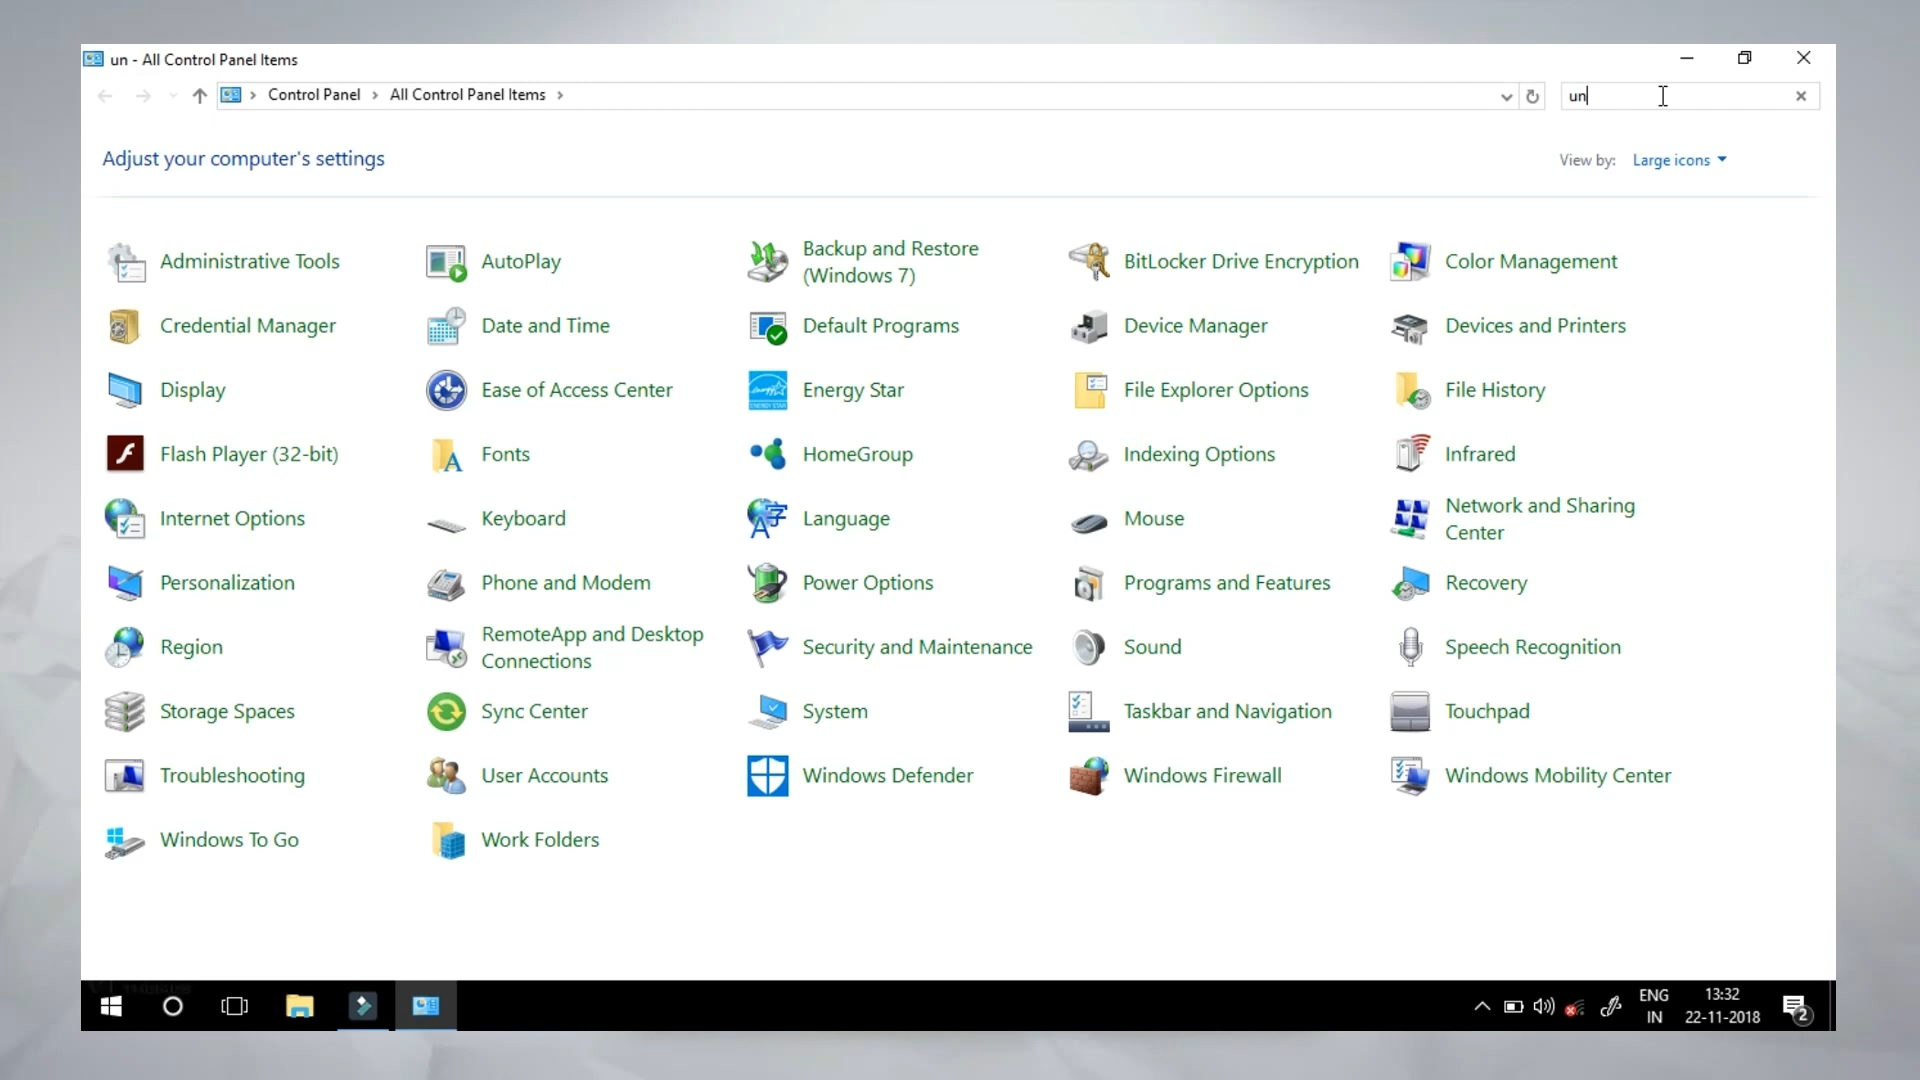 un - All Control Panel Items
Control Panel > All Control Panel Items >
un
Adjust your computer's settings
View by: Large icons
Administrative Tools
AutoPlay
Backup and Restore
(Windows 7)
BitLocker Drive Encryption
Color Management
Credential Manager
Date and Time
Default Programs
Device Manager
Devices and Printers
Display
Ease of Access Center
Energy Star
File Explorer Options
File History
Flash Player (32-bit)
Fonts
HomeGroup
Indexing Options
Infrared
Internet Options
Keyboard
Language
Mouse
Network and Sharing
Center
Personalization
Phone and Modem
Power Options
Programs and Features
Recovery
Region
RemoteApp and Desktop
Connections
Security and Maintenance
Sound
Speech Recognition
Storage Spaces
Sync Center
System
Taskbar and Navigation
Touchpad
Troubleshooting
User Accounts
Windows Defender
Windows Firewall
Windows Mobility Center
Windows To Go
Work Folders
ENG
IN
13:32
22-11-2018
2